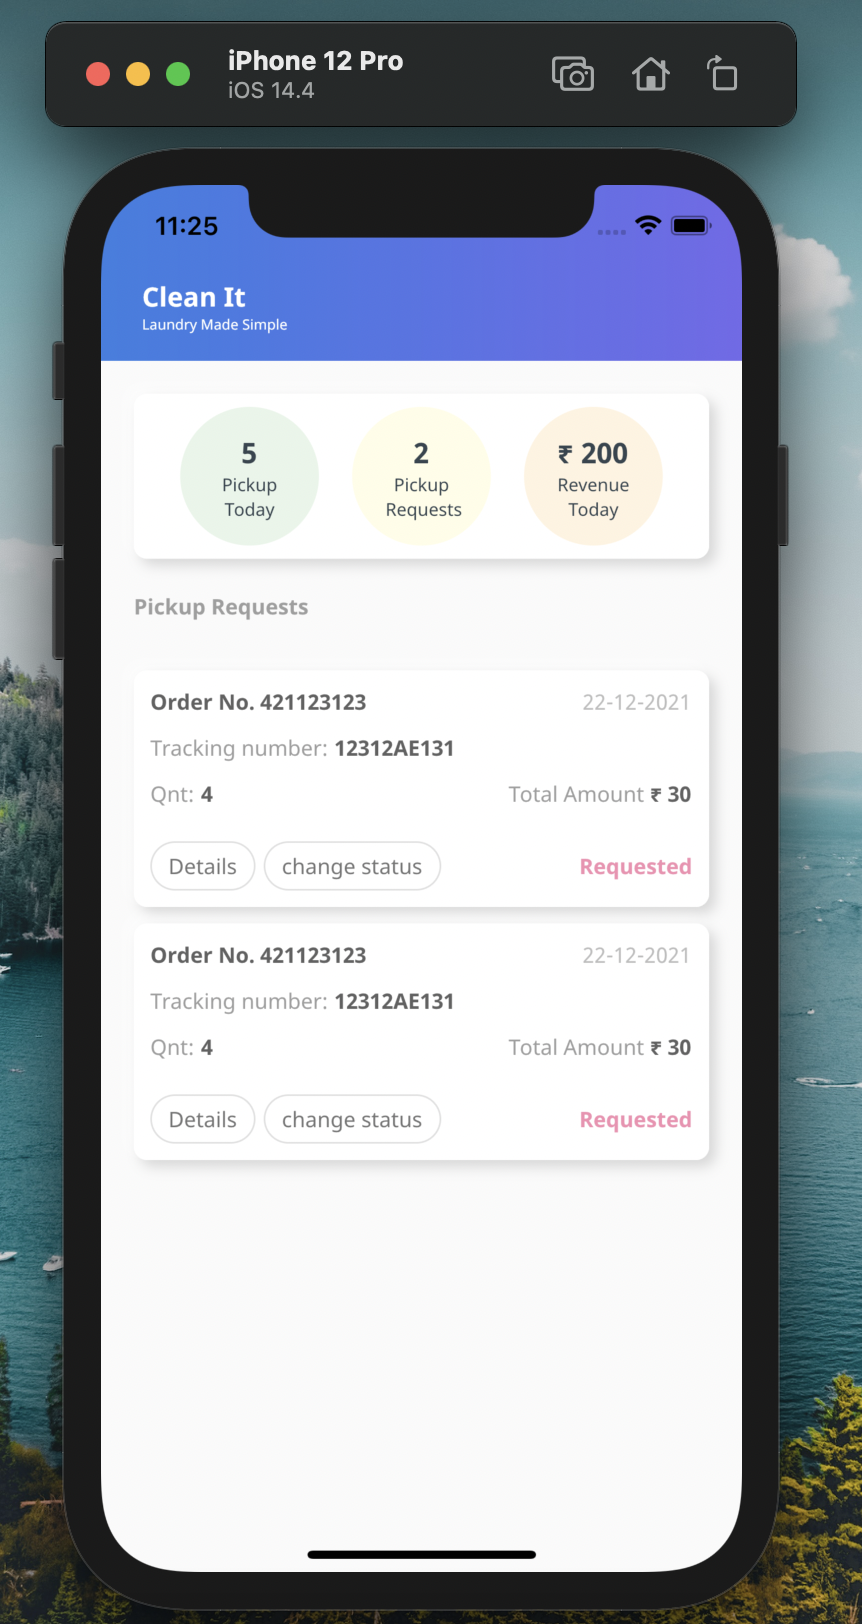 iPhone 12 Pro
iOS 14.4
11:25
Clean It
Laundry Made Simple
5
Pickup
Today
2
Pickup
Requests
₹ 200
Revenue
Today
Pickup Requests
Order No. 421123123 22-12-2021
Tracking number: 12312AE131
Qnt: 4 Total Amount ₹ 30
Details change status Requested
Order No. 421123123 22-12-2021
Tracking number: 12312AE131
Qnt: 4 Total Amount ₹ 30
Details change status Requested